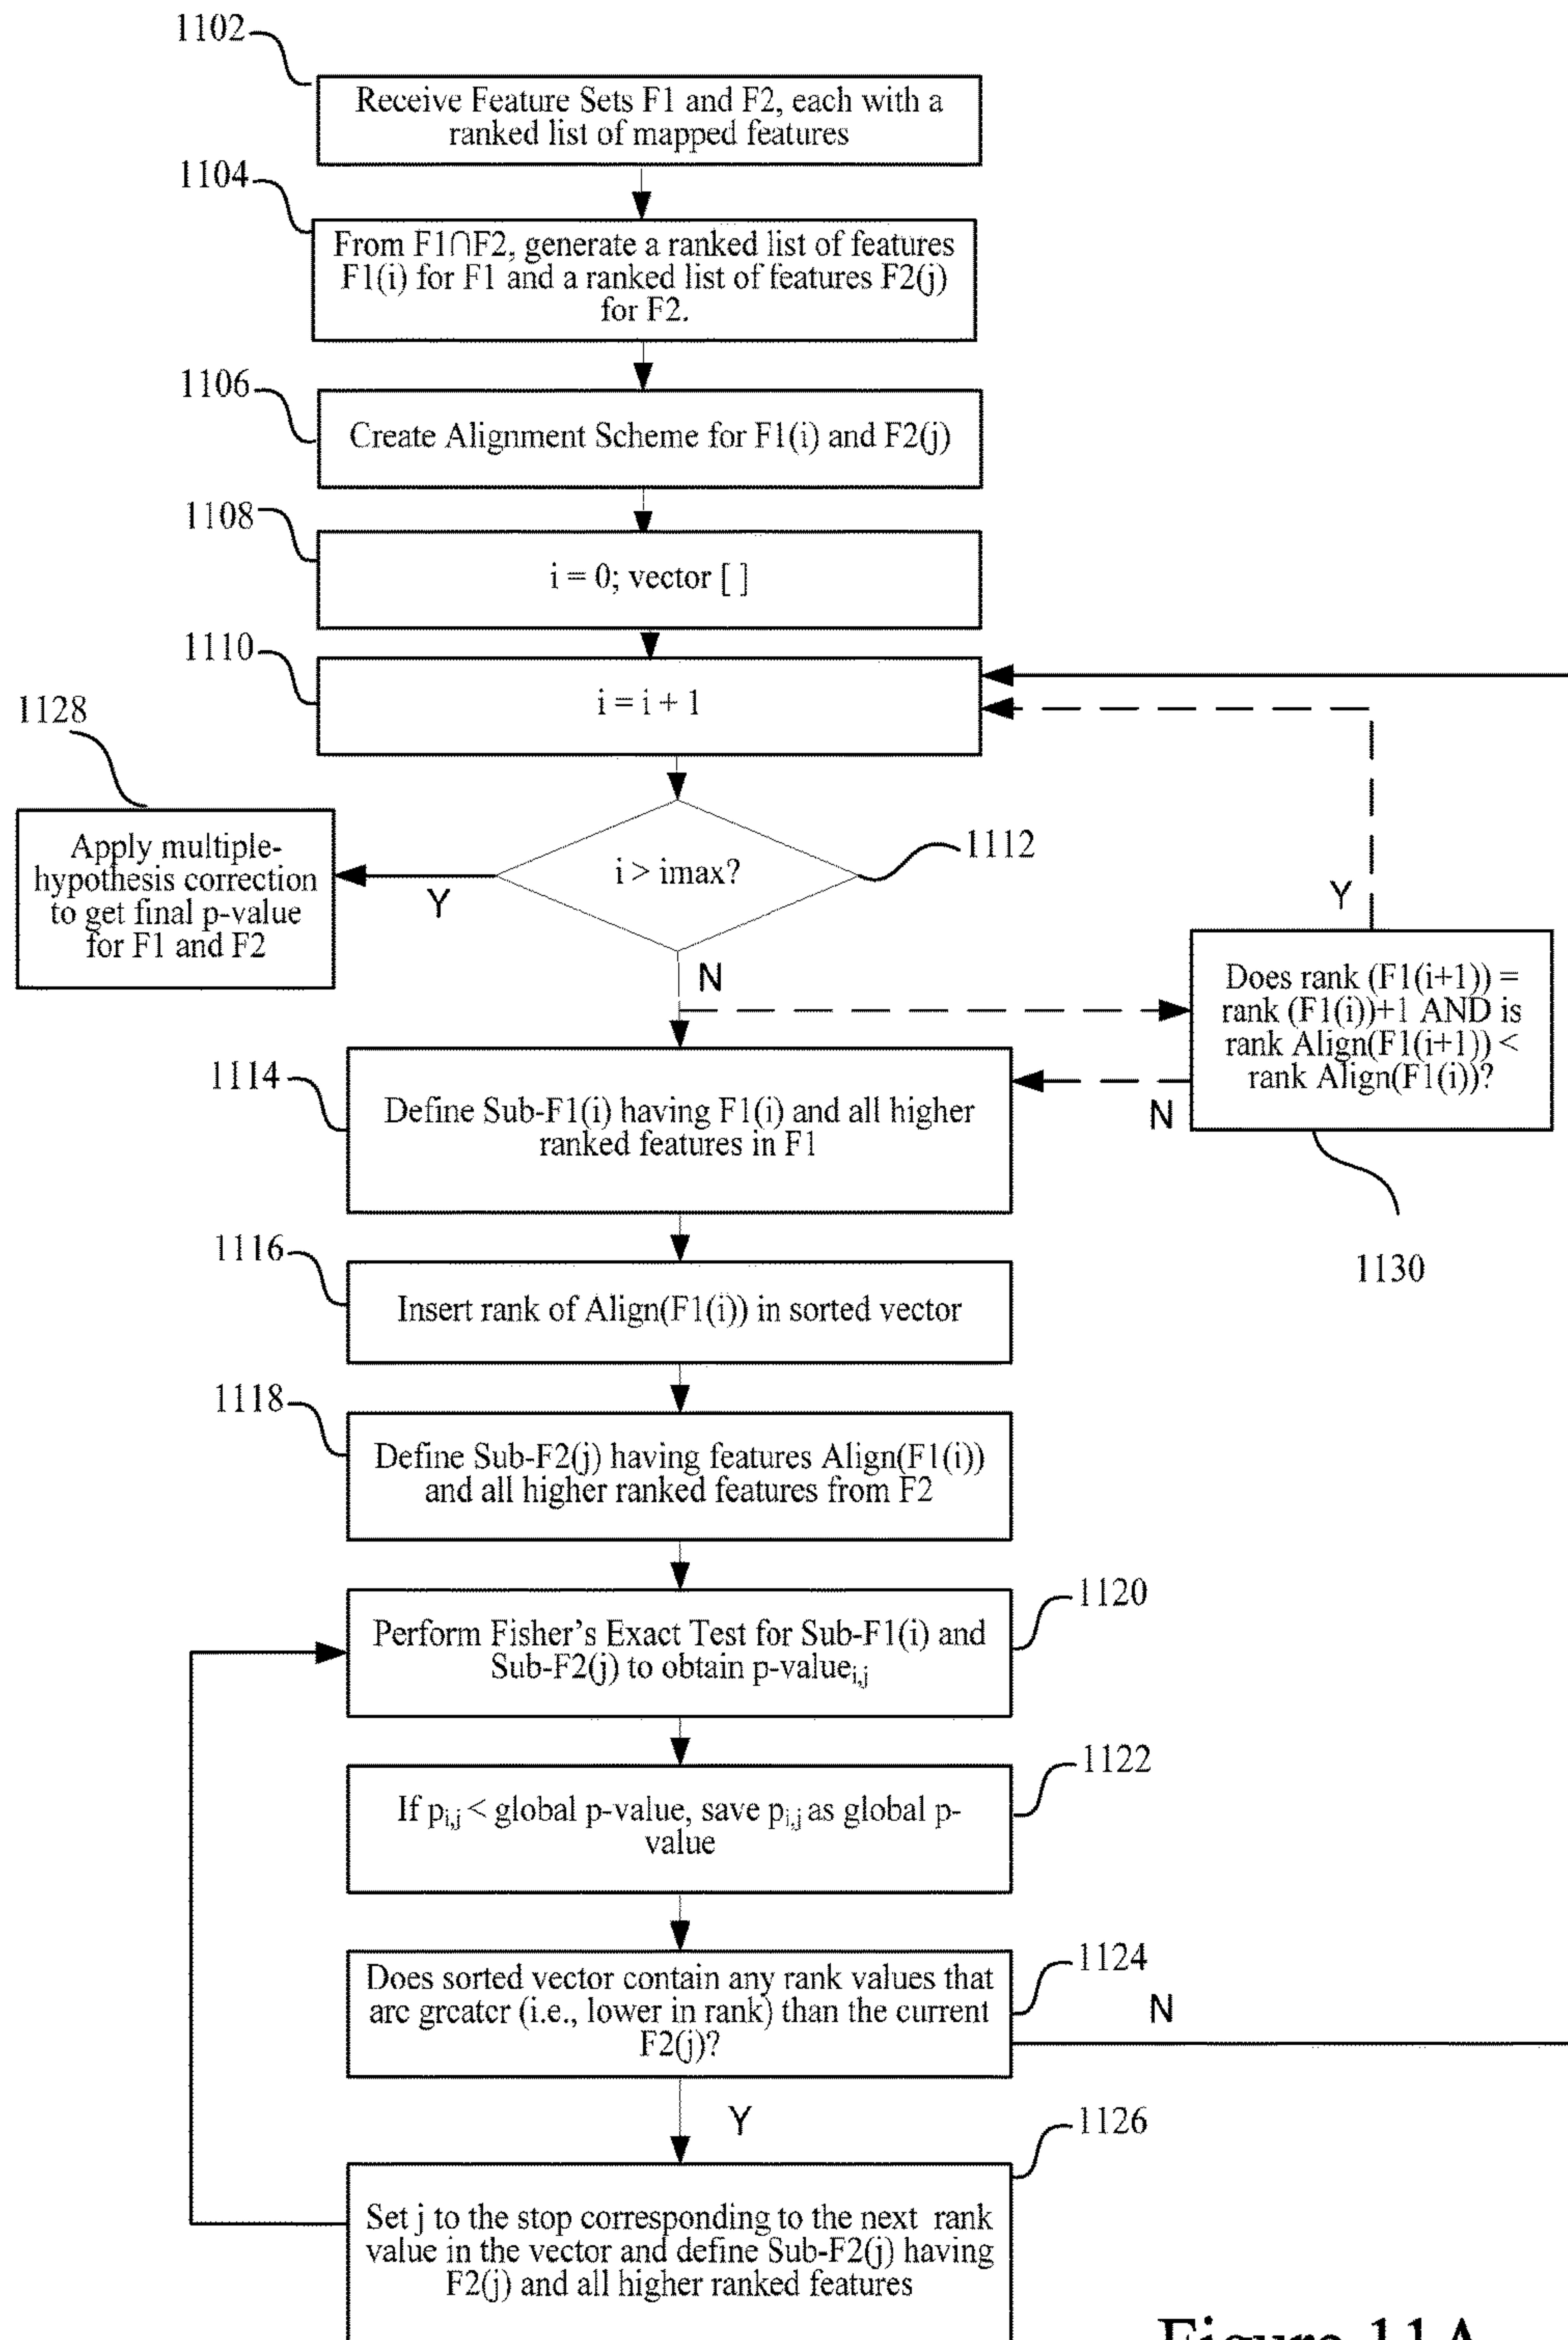 1102
Receive Feature Sets F1 and F2, each with a
ranked list of mapped features
1104
From F1∩F2, generate a ranked list of features
F1(i) for F1 and a ranked list of features F2(j)
for F2.
1106
Create Alignment Scheme for F1(i) and F2(j)
1108
i = 0; vector [ ]
1110
i = i + 1
1128
Apply multiple-
hypothesis correction
to get final p-value
for F1 and F2
Y
i > imax?
1112
N
Y
Does rank (F1(i+1)) =
rank (F1(i))+1 AND is
rank Align(F1(i+1)) <
rank Align(F1(i))?
N
1130
1114
Define Sub-F1(i) having F1(i) and all higher
ranked features in F1
1116
Insert rank of Align(F1(i)) in sorted vector
1118
Define Sub-F2(j) having features Align(F1(i))
and all higher ranked features from F2
1120
Perform Fisher's Exact Test for Sub-F1(i) and
Sub-F2(j) to obtain p-valuei,j
1122
If pi,j < global p-value, save pi,j as global p-
value
1124
Does sorted vector contain any rank values that
are greater (i.e., lower in rank) than the current
F2(j)?
N
Y
1126
Set j to the stop corresponding to the next rank
value in the vector and define Sub-F2(j) having
F2(j) and all higher ranked features
Figure 11A